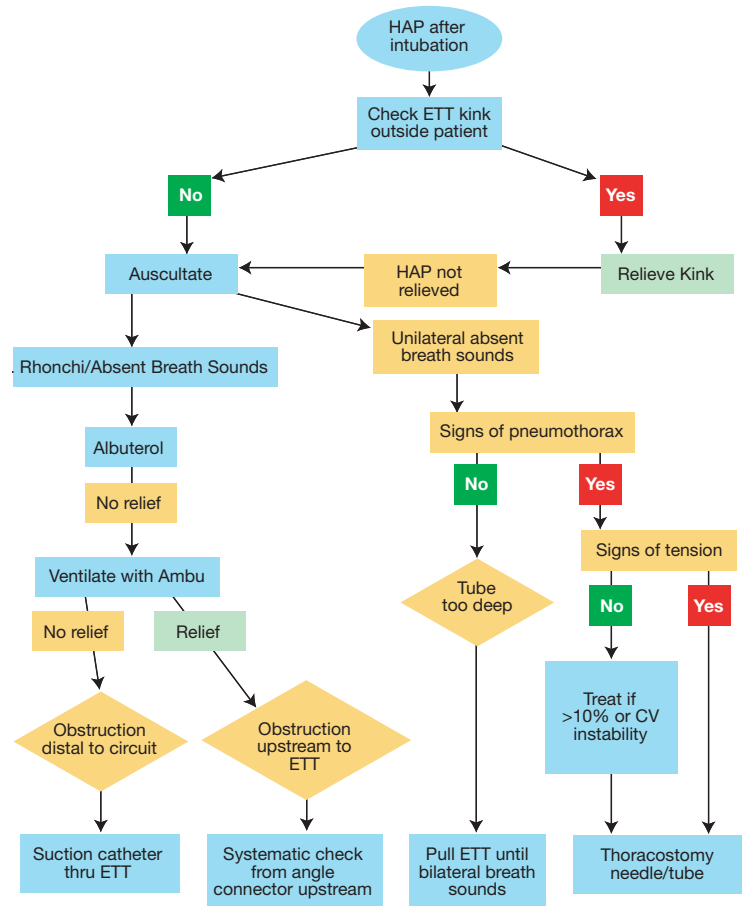 HAP after
intubation
Check ETT kink
outside patient
No
Yes
Auscultate
HAP not
relieved
Relieve Kink
Unilateral absent
breath sounds
. Rhonchi/Absent Breath Sounds
Signs of pneumothorax
Albuterol
No
Yes
No relief
Signs of tension
Ventilate with Ambu
Tube
too deep
No
Yes
No relief
Relief
Treat if
>10% or CV
instability
Obstruction
distal to circuit
Obstruction
upstream to
ETT
Suction catheter
thru ETT
Systematic check
from angle
connector upstream
Pull ETT until
bilateral breath
sounds
Thoracostomy
needle/tube